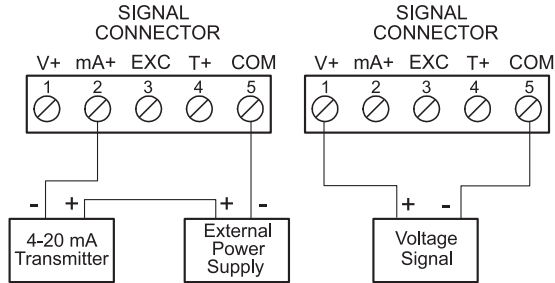 SIGNAL
CONNECTOR
V+ mA+ EXC T+ COM
1 2 3 4 5
- + + -
4-20 mA
Transmitter
External
Power
Supply
SIGNAL
CONNECTOR
V+ mA+ EXC T+ COM
1 2 3 4 5
+ -
Voltage
Signal